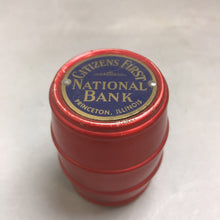 CITIZENS FIRST
NATIONAL
BANK
PRINCETON, ILLINOIS